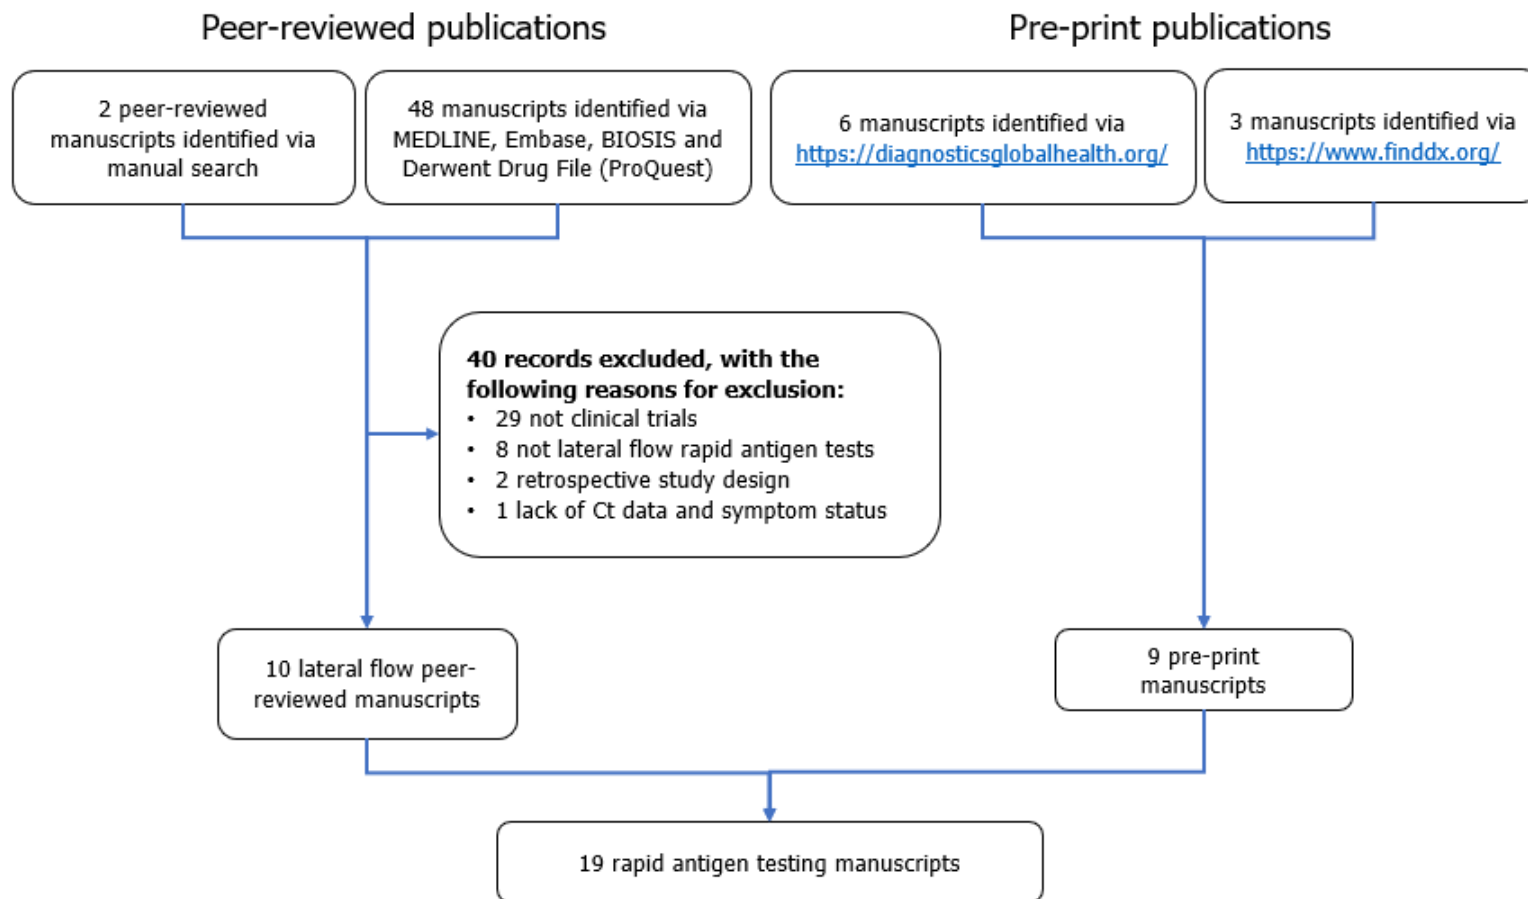 Peer-reviewed publications
Pre-print publications
2 peer-reviewed
manuscripts identified via
manual search
48 manuscripts identified via
MEDLINE, Embase, BIOSIS and
Derwent Drug File (ProQuest)
6 manuscripts identified via
https://diagnosticsglobalhealth.org/
3 manuscripts identified via
https://www.finddx.org/
40 records excluded, with the
following reasons for exclusion:
• 29 not clinical trials
• 8 not lateral flow rapid antigen tests
• 2 retrospective study design
• 1 lack of Ct data and symptom status
10 lateral flow peer-
reviewed manuscripts
9 pre-print
manuscripts
19 rapid antigen testing manuscripts